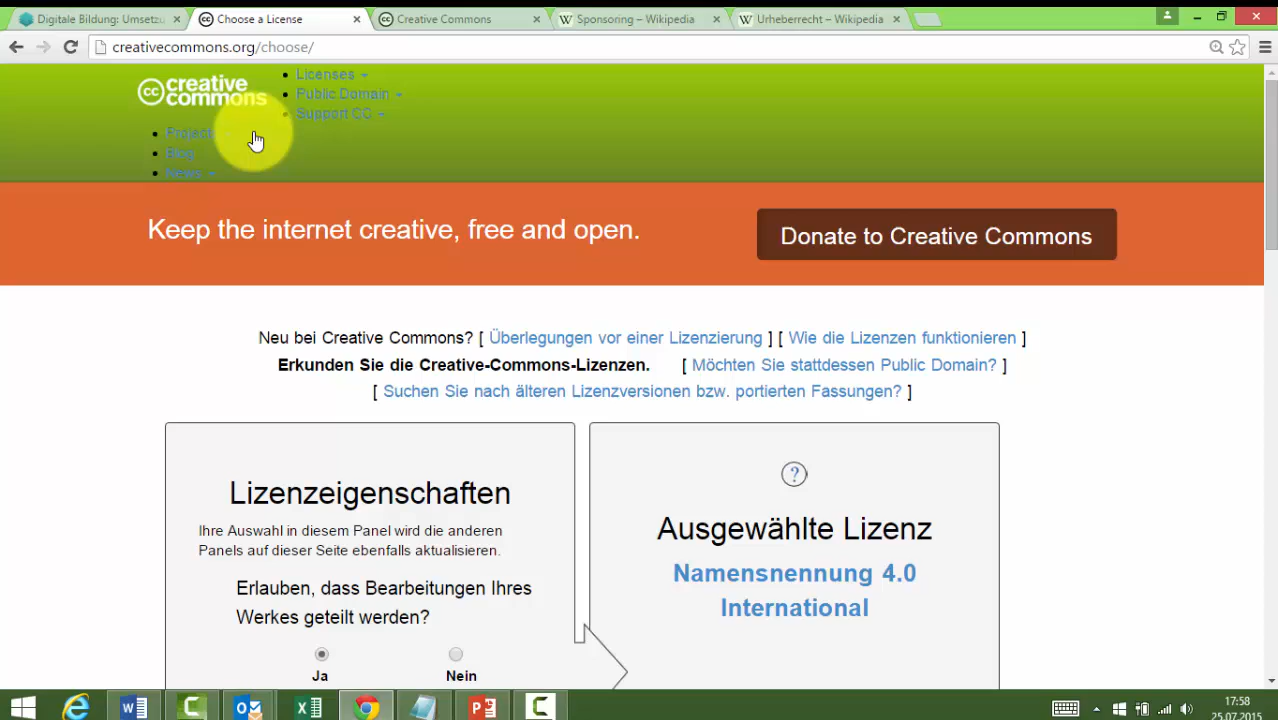 Digitale Bildung: Umsetzu
Choose a License
Creative Commons
Sponsoring – Wikipedia
Urheberrecht – Wikipedia
creativecommons.org/choose/
creative commons
Licenses
Public Domain
Support CC
Projects
Blog
News
Keep the internet creative, free and open.
Donate to Creative Commons
Neu bei Creative Commons? [ Überlegungen vor einer Lizenzierung ] [ Wie die Lizenzen funktionieren ]
Erkunden Sie die Creative-Commons-Lizenzen. [ Möchten Sie stattdessen Public Domain? ]
[ Suchen Sie nach älteren Lizenzversionen bzw. portierten Fassungen? ]
Lizenzeigenschaften
Ihre Auswahl in diesem Panel wird die anderen
Panels auf dieser Seite ebenfalls aktualisieren.
Erlauben, dass Bearbeitungen Ihres
Werkes geteilt werden?
Ja
Nein
?
Ausgewählte Lizenz
Namensnennung 4.0
International
17:58
25.07.2015